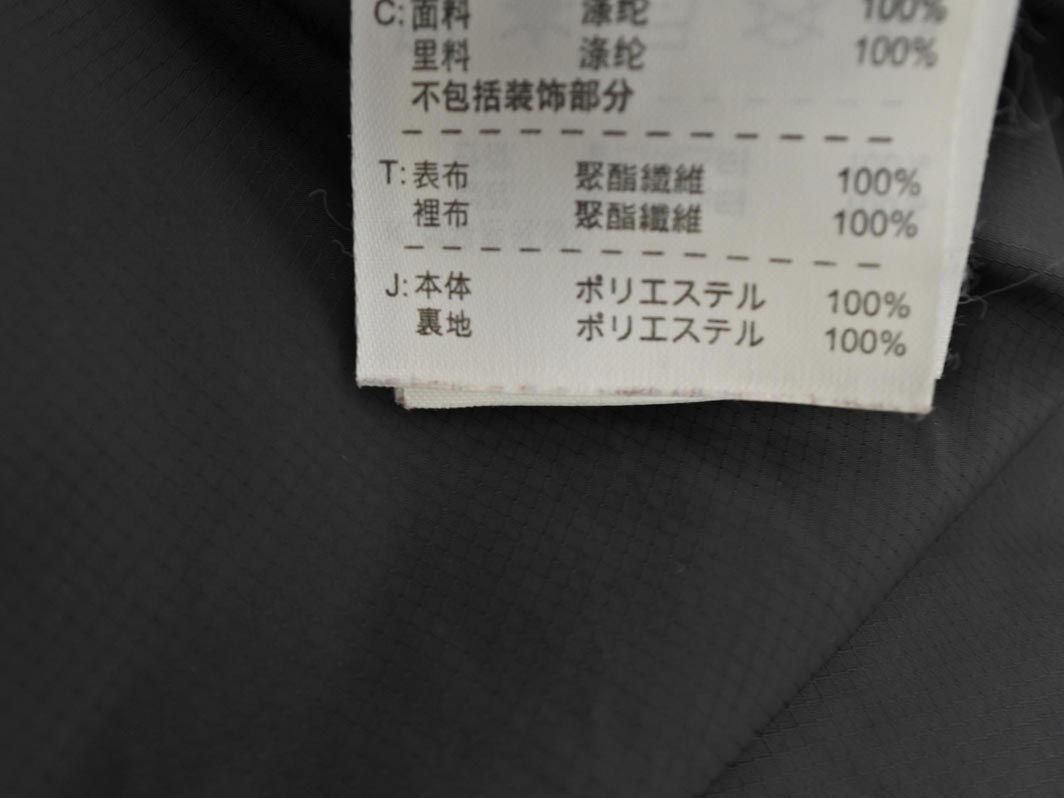 C: 面料 涤纶 100%
里料 涤纶 100%
不包括装饰部分
T: 表布 聚酯纖維 100%
裡布 聚酯纖維 100%
J: 本体 ポリエステル 100%
裏地 ポリエステル 100%